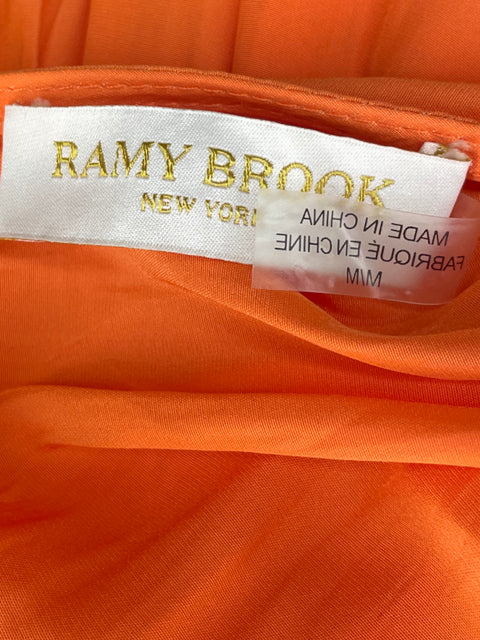 RAMY BROOK
NEW YORK
MADE IN CHINA
FABRIQUÉ EN CHINE
M/M